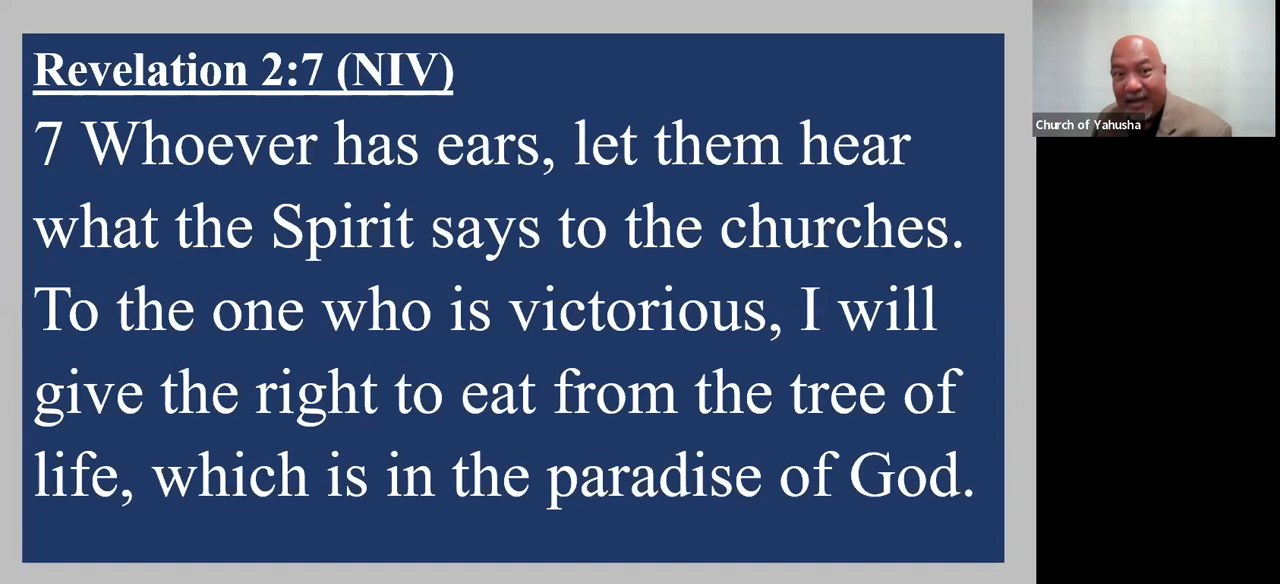 Revelation 2:7 (NIV)
7 Whoever has ears, let them hear
what the Spirit says to the churches.
To the one who is victorious, I will
give the right to eat from the tree of
life, which is in the paradise of God.
Church of Yahusha